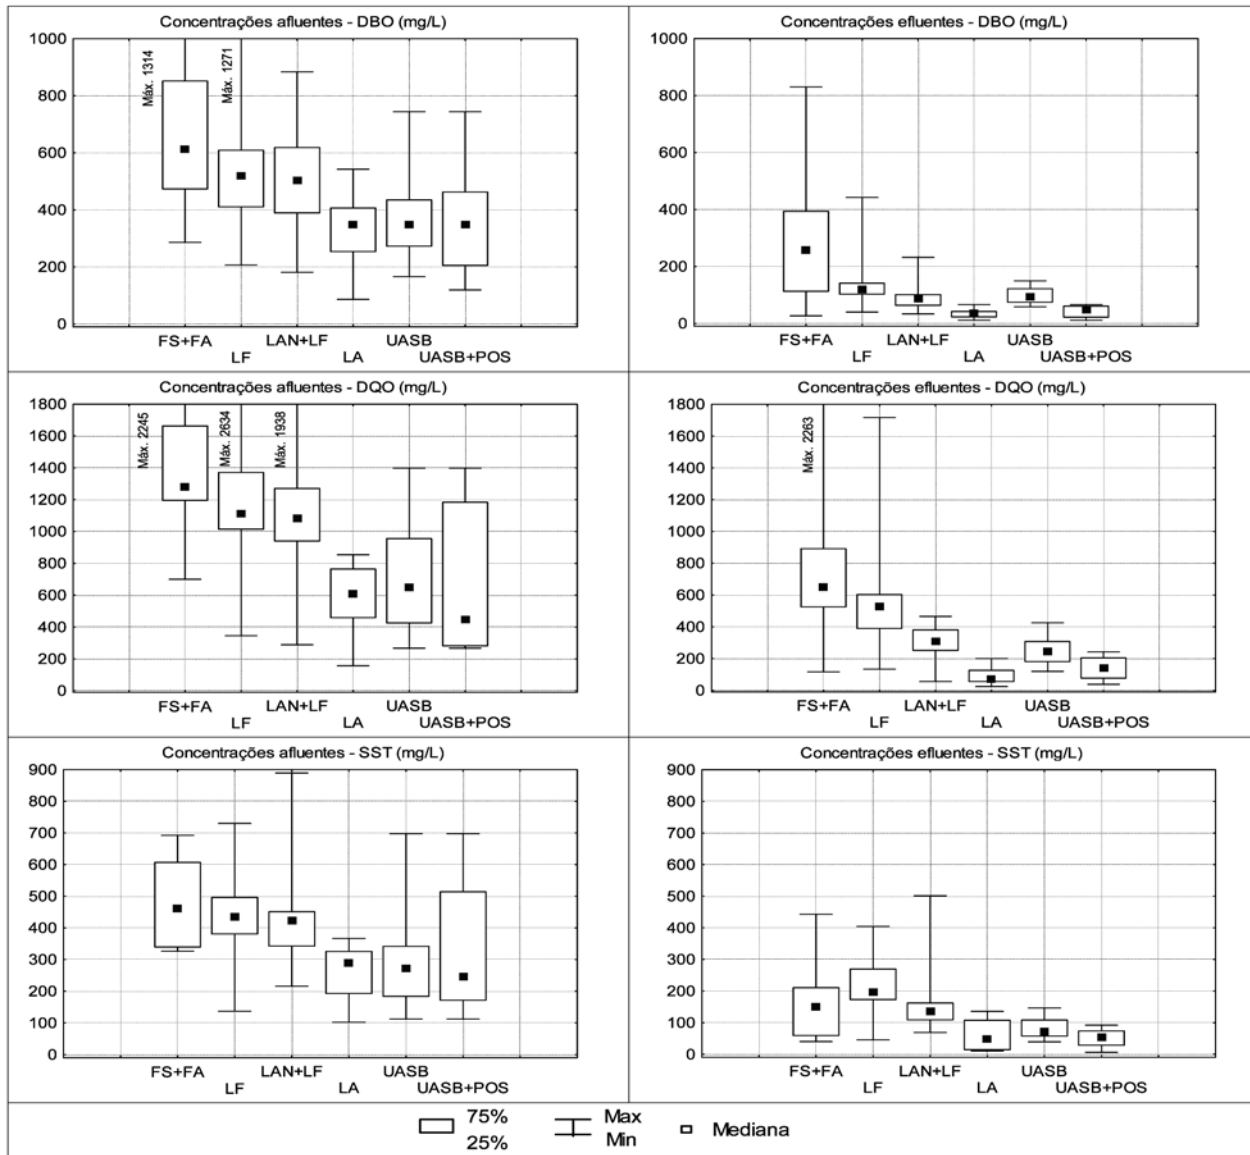 Concentrações afluentes - DBO (mg/L)
1000
800
600
400
200
0
Máx. 1314
Máx. 1271
FS+FA
LF
LAN+LF
LA
UASB
UASB+POS
Concentrações efluentes - DBO (mg/L)
1000
800
600
400
200
0
FS+FA
LF
LAN+LF
LA
UASB
UASB+POS
Concentrações afluentes - DQO (mg/L)
1800
1600
1400
1200
1000
800
600
400
200
0
Máx. 2245
Máx. 2634
Máx. 1938
FS+FA
LF
LAN+LF
LA
UASB
UASB+POS
Concentrações efluentes - DQO (mg/L)
1800
1600
1400
1200
1000
800
600
400
200
0
Máx. 2263
FS+FA
LF
LAN+LF
LA
UASB
UASB+POS
Concentrações afluentes - SST (mg/L)
900
800
700
600
500
400
300
200
100
0
FS+FA
LF
LAN+LF
LA
UASB
UASB+POS
Concentrações efluentes - SST (mg/L)
900
800
700
600
500
400
300
200
100
0
FS+FA
LF
LAN+LF
LA
UASB
UASB+POS
75%
25%
Max
Min
Mediana